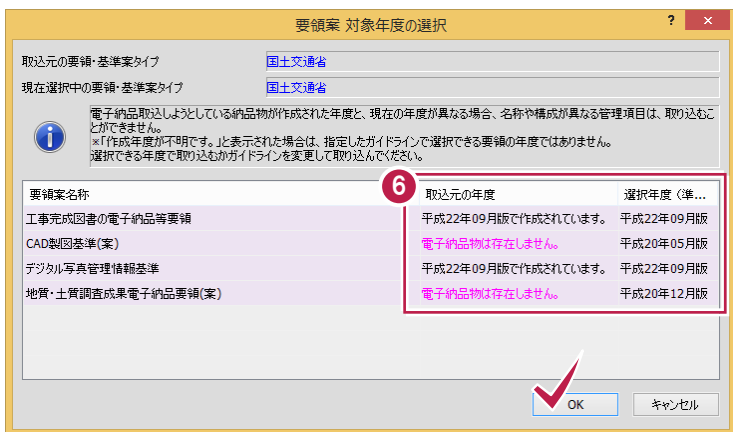 要領案 対象年度の選択
? ×
取込元の要領・基準案タイプ 国土交通省
現在選択中の要領・基準案タイプ 国土交通省
電子納品取込しようとしている納品物が作成された年度と、現在の年度が異なる場合、名称や構成が異なる管理項目は、取り込むことができません。
※「作成年度が不明です。」と表示された場合は、指定したガイドラインで選択できる要領の年度ではありません。
選択できる年度で取り込むかガイドラインを変更して取り込んでください。
6
要領案名称 取込元の年度 選択年度（準...
工事完成図書の電子納品等要領 平成22年09月版で作成されています。 平成22年09月版
CAD製図基準(案) 電子納品物は存在しません。 平成20年05月版
デジタル写真管理情報基準 平成22年09月版で作成されています。 平成22年09月版
地質・土質調査成果電子納品要領(案) 電子納品物は存在しません。 平成20年12月版
OK キャンセル